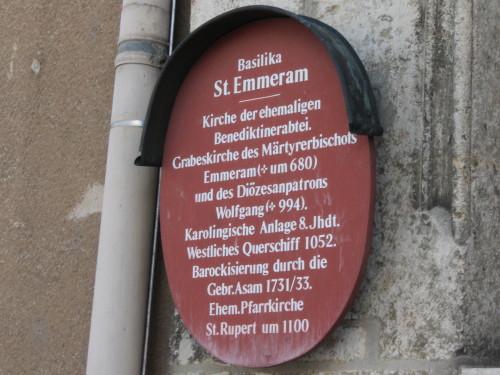 Basilika
St. Emmeram
Kirche der ehemaligen
Benediktinerabtei.
Grabeskirche des Märtyrerbischofs
Emmeram (✣ um 680)
und des Diözesanpatrons
Wolfgang (✣ 994).
Karolingische Anlage 8. Jhdt.
Westliches Querschiff 1052.
Barockisierung durch die
Gebr. Asam 1731/33.
Ehem. Pfarrkirche
St. Rupert um 1100